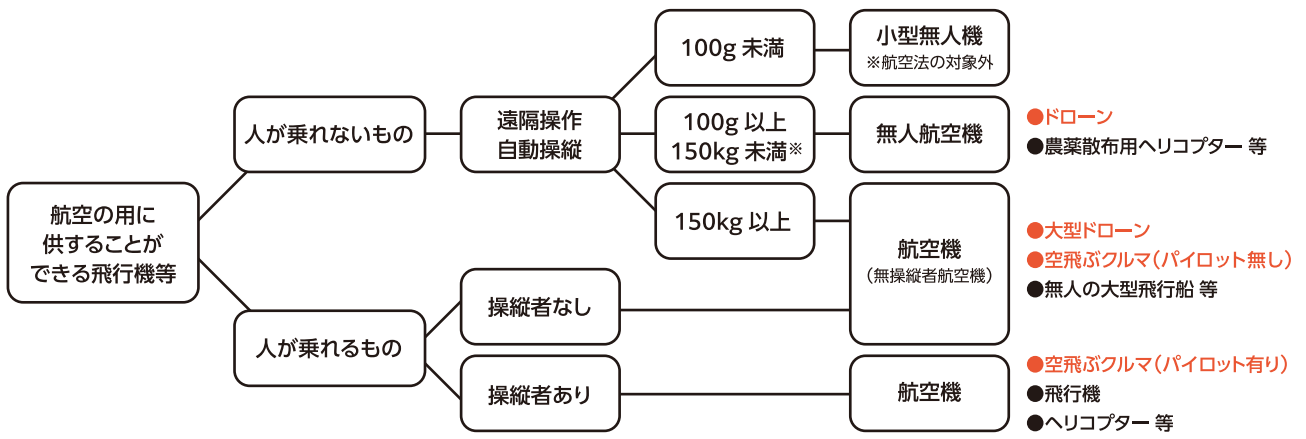 航空の用に
供することが
できる飛行機等
人が乗れないもの
遠隔操作
自動操縦
100g 未満
小型無人機
※航空法の対象外
100g 以上
150kg 未満※
無人航空機
●ドローン
●農薬散布用ヘリコプター 等
150kg 以上
航空機
(無操縦者航空機)
●大型ドローン
●空飛ぶクルマ(パイロット無し)
●無人の大型飛行船 等
人が乗れるもの
操縦者なし
操縦者あり
航空機
●空飛ぶクルマ(パイロット有り)
●飛行機
●ヘリコプター 等